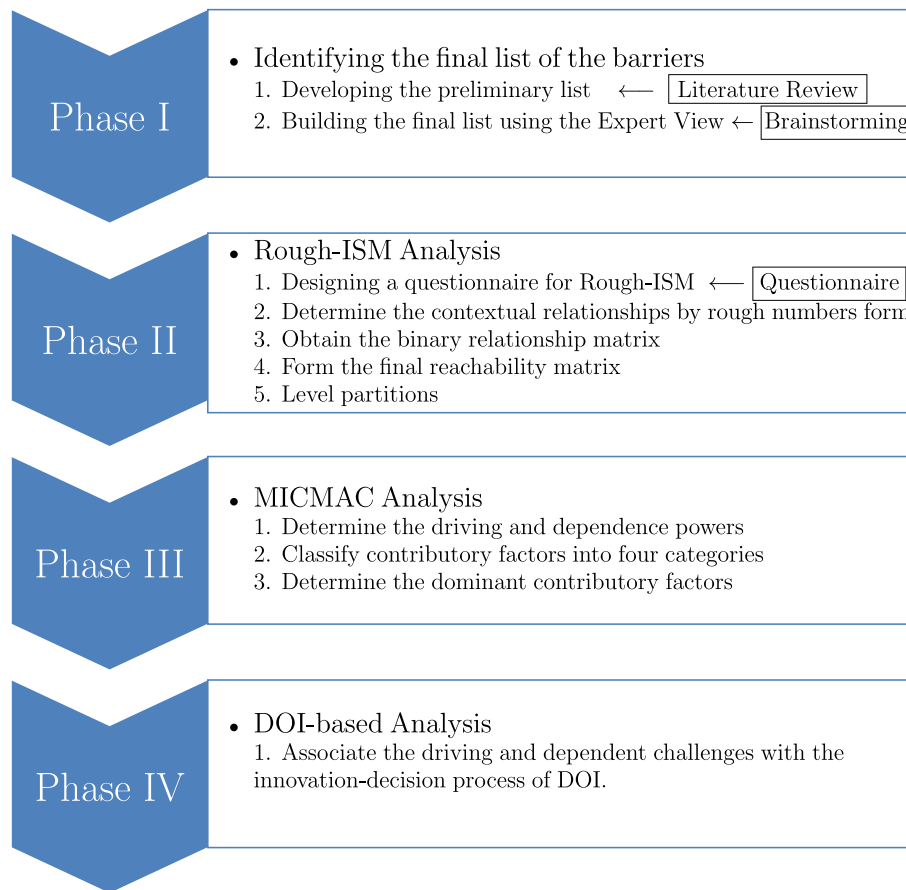 Phase I
• Identifying the final list of the barriers
1. Developing the preliminary list ⟵ Literature Review
2. Building the final list using the Expert View ← Brainstorming
Phase II
• Rough-ISM Analysis
1. Designing a questionnaire for Rough-ISM ⟵ Questionnaire
2. Determine the contextual relationships by rough numbers form
3. Obtain the binary relationship matrix
4. Form the final reachability matrix
5. Level partitions
Phase III
• MICMAC Analysis
1. Determine the driving and dependence powers
2. Classify contributory factors into four categories
3. Determine the dominant contributory factors
Phase IV
• DOI-based Analysis
1. Associate the driving and dependent challenges with the
innovation-decision process of DOI.